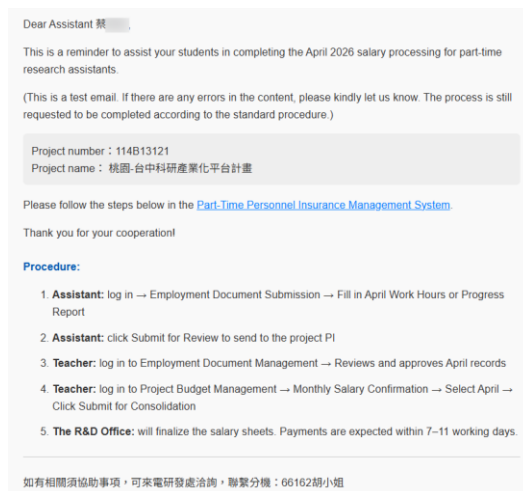 Dear Assistant 蔡 ,
This is a reminder to assist your students in completing the April 2026 salary processing for part-time
research assistants.
(This is a test email. If there are any errors in the content, please kindly let us know. The process is still
requested to be completed according to the standard procedure.)
Project number：114B13121
Project name： 桃園-台中科研產業化平台計畫
Please follow the steps below in the Part-Time Personnel Insurance Management System.
Thank you for your cooperation!
Procedure:
1. Assistant: log in → Employment Document Submission → Fill in April Work Hours or Progress
Report
2. Assistant: click Submit for Review to send to the project PI
3. Teacher: log in to Employment Document Management → Reviews and approves April records
4. Teacher: log in to Project Budget Management → Monthly Salary Confirmation → Select April →
Click Submit for Consolidation
5. The R&D Office: will finalize the salary sheets. Payments are expected within 7–11 working days.
如有相關須協助事項，可來電研發處洽詢，聯繫分機：66162胡小姐